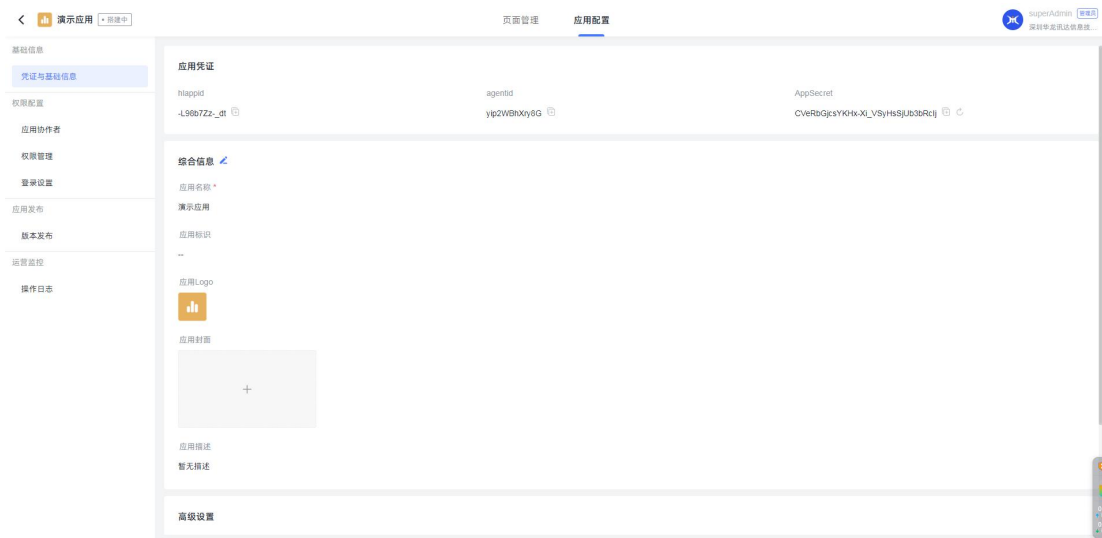 演示应用 • 搭建中
页面管理 应用配置
superAdmin 管理员
深圳华龙讯达信息技...
基础信息
凭证与基础信息
权限配置
应用协作者
权限管理
登录设置
应用发布
版本发布
运营监控
操作日志
应用凭证
hlappid agentid AppSecret
-L98b7Zz-_dt yip2WBhXry8G CVeRbGjcsYKHx-Xi_VSyHsSjUb3bRclj
综合信息
应用名称 *
演示应用
应用标识
--
应用Logo
应用封面
应用描述
暂无描述
高级设置